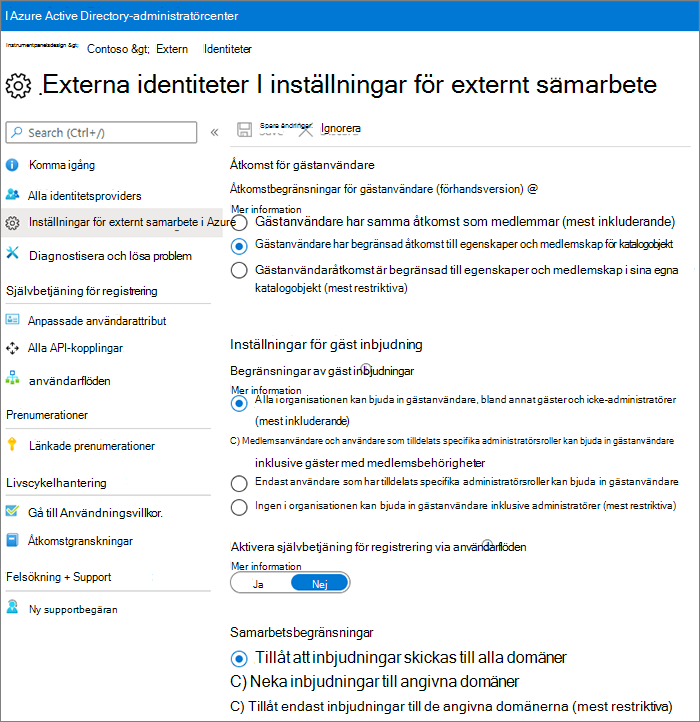 I Azure Active Directory-administratörcenter
Instrumentpanelsdesign &gt; Contoso &gt; Extern Identiteter
.Externa identiteter I inställningar för externt samarbete
Search (Ctrl+/) «
Spara ändringar. Ignorera
Komma igång
Alla identitetsproviders
Inställningar för externt samarbete i Azure
Diagnostisera och lösa problem
Självbetjäning för registrering
Anpassade användarattribut
Alla API-kopplingar
användarflöden
Prenumerationer
Länkade prenumerationer
Livscykelhantering
Gå till Användningsvillkor.
Åtkomstgranskningar
Felsökning + Support
Ny supportbegäran
Åtkomst för gästanvändare
Åtkomstbegränsningar för gästanvändare (förhandsversion) @
Mer information
Gästanvändare har samma åtkomst som medlemmar (mest inkluderande)
Gästanvändare har begränsad åtkomst till egenskaper och medlemskap för katalogobjekt
Gästanvändaråtkomst är begränsad till egenskaper och medlemskap i sina egna
katalogobjekt (mest restriktiva)
Inställningar för gäst inbjudning
Begränsningar av gäst inbjudningar
Mer information
Alla i organisationen kan bjuda in gästanvändare, bland annat gäster och icke-administratörer
(mest inkluderande)
C) Medlemsanvändare och användare som tilldelats specifika administratörsroller kan bjuda in gästanvändare
inklusive gäster med medlemsbehörigheter
Endast användare som har tilldelats specifika administratörsroller kan bjuda in gästanvändare
Ingen i organisationen kan bjuda in gästanvändare inklusive administratörer (mest restriktiva)
Aktivera självbetjäning för registrering via användarflöden
Mer information
Ja Nej
Samarbetsbegränsningar
Tillåt att inbjudningar skickas till alla domäner
C) Neka inbjudningar till angivna domäner
C) Tillåt endast inbjudningar till de angivna domänerna (mest restriktiva)